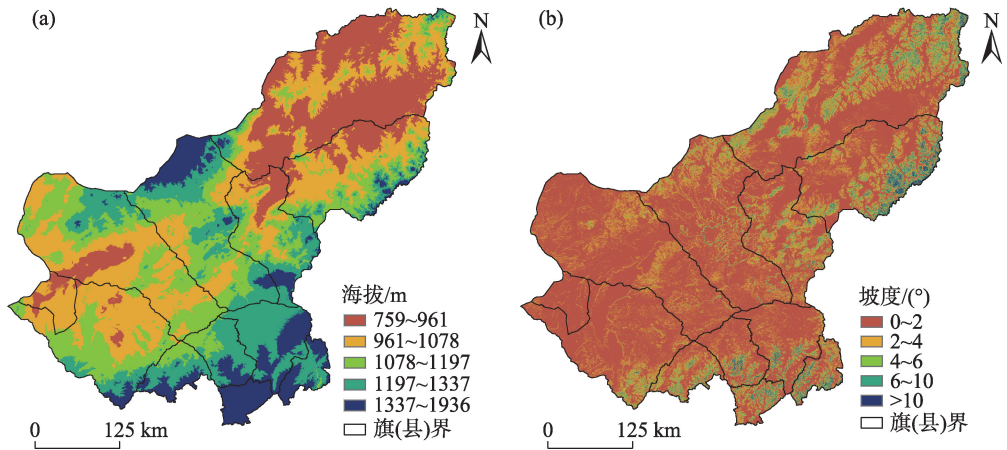 (a)
N
海拔/m
759~961
961~1078
1078~1197
1197~1337
1337~1936
旗(县)界
0 125 km
(b)
N
坡度/(°)
0~2
2~4
4~6
6~10
>10
旗(县)界
0 125 km